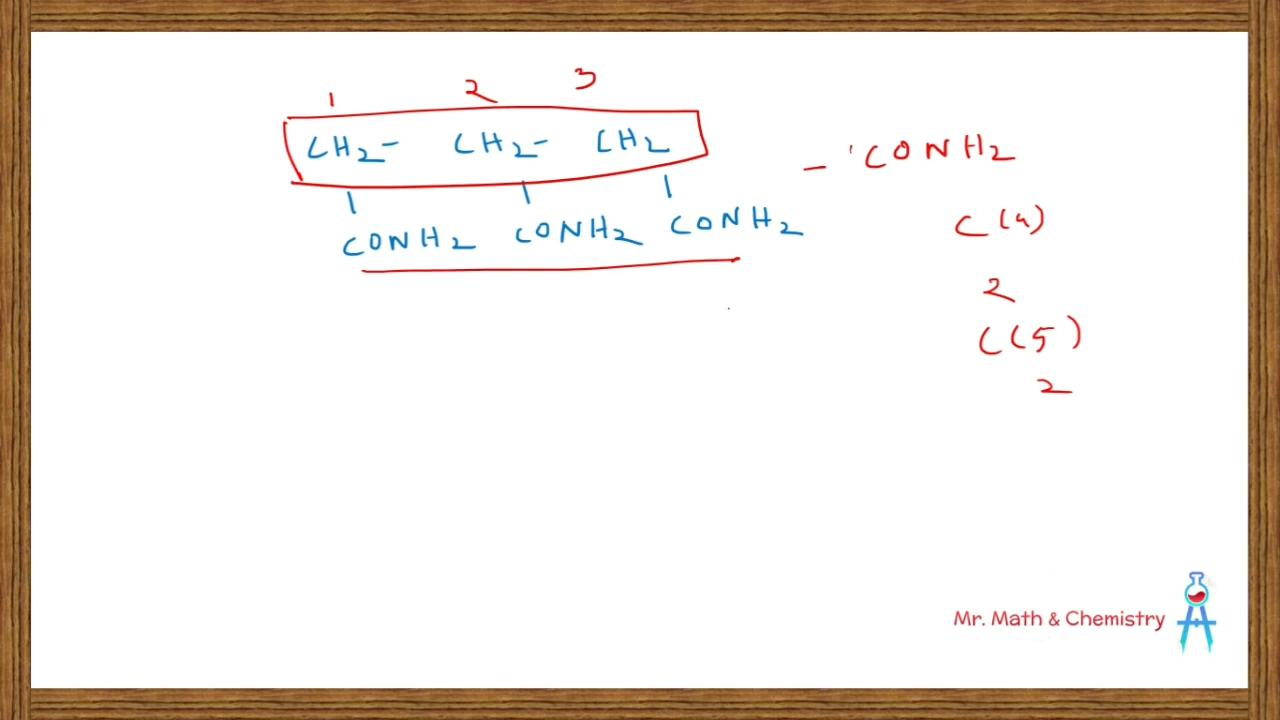 1 2 3
CH2- CH2- CH2
CONH2 CONH2 CONH2
- CONH2
C(4)
2
C(5)
2
Mr. Math & Chemistry